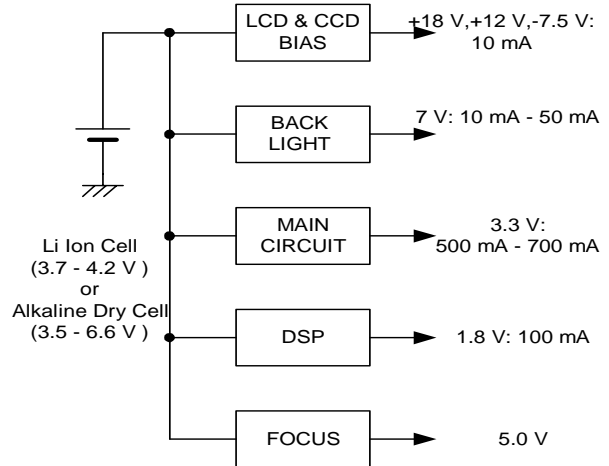 LCD & CCD
BIAS
+18 V,+12 V,-7.5 V:
10 mA
BACK
LIGHT
7 V: 10 mA - 50 mA
MAIN
CIRCUIT
3.3 V:
500 mA - 700 mA
Li Ion Cell
(3.7 - 4.2 V )
or
Alkaline Dry Cell
(3.5 - 6.6 V )
DSP
1.8 V: 100 mA
FOCUS
5.0 V